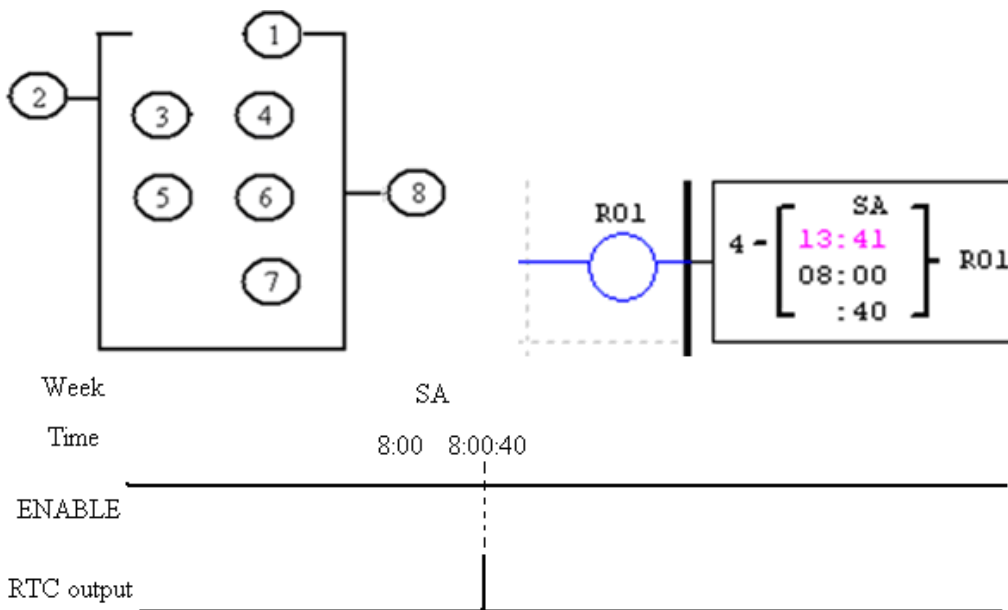 1
2
3 4
5 6
8
7
R01
SA
4 - 13:41
R01
08:00
:40
Week SA
Time 8:00 8:00:40
ENABLE
RTC output